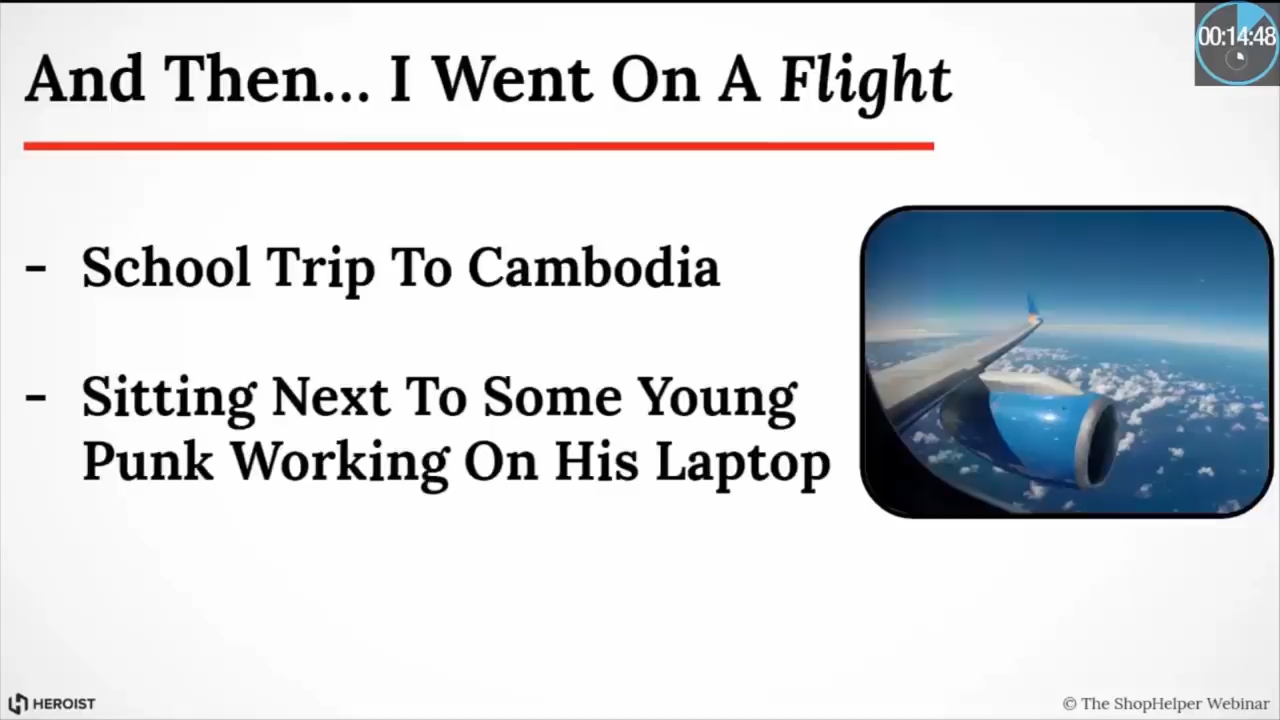 And Then... I Went On A Flight
00:14:48
- School Trip To Cambodia
- Sitting Next To Some Young
Punk Working On His Laptop
HEROIST
© The ShopHelper Webinar